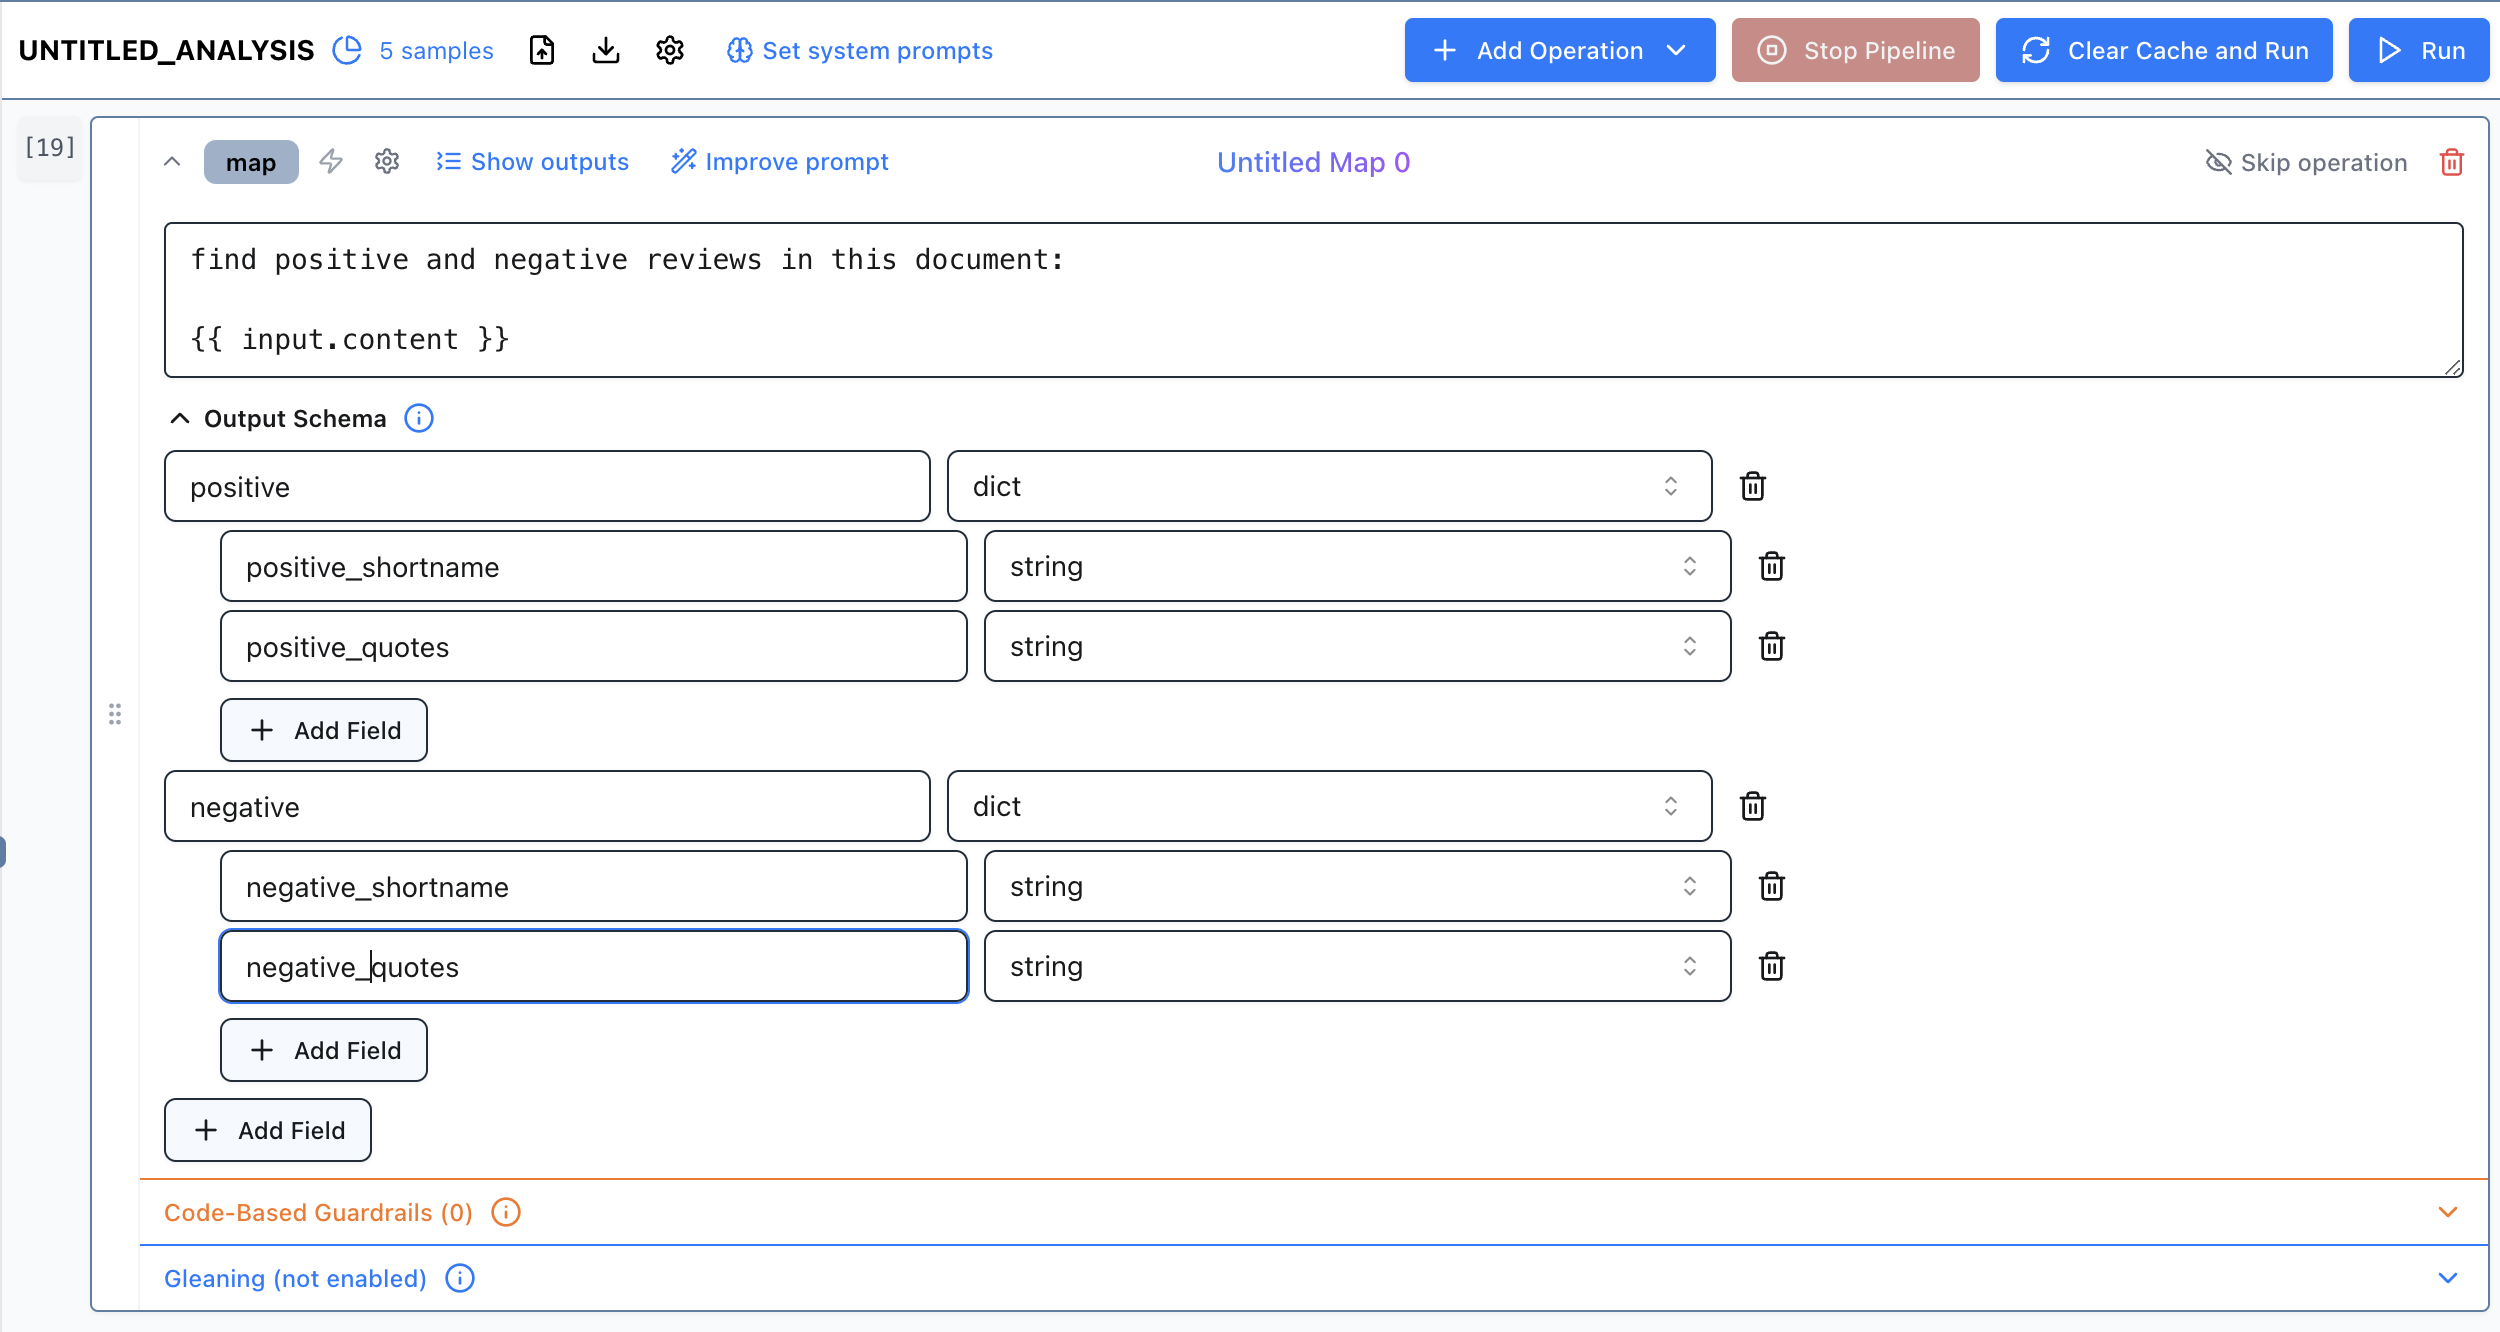 UNTITLED_ANALYSIS 5 samples Set system prompts Add Operation Stop Pipeline Clear Cache and Run Run
[19]
map Show outputs Improve prompt Untitled Map 0 Skip operation
find positive and negative reviews in this document:
{{ input.content }}
Output Schema
positive dict
positive_shortname string
positive_quotes string
Add Field
negative dict
negative_shortname string
negative_quotes string
Add Field
Add Field
Code-Based Guardrails (0)
Gleaning (not enabled)